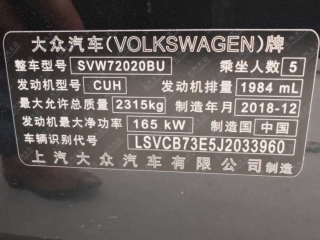 大众汽车(VOLKSWAGEN)牌
整车型号 SVW72020BU 乘坐人数 5
发动机型号 CUH 发动机排量 1984 mL
最大允许总质量 2315kg 制造年月 2018-12
发动机最大净功率 165 kW 制造国 中国
车辆识别代号 LSVCB73E5J2033960
上汽大众汽车有限公司 制造